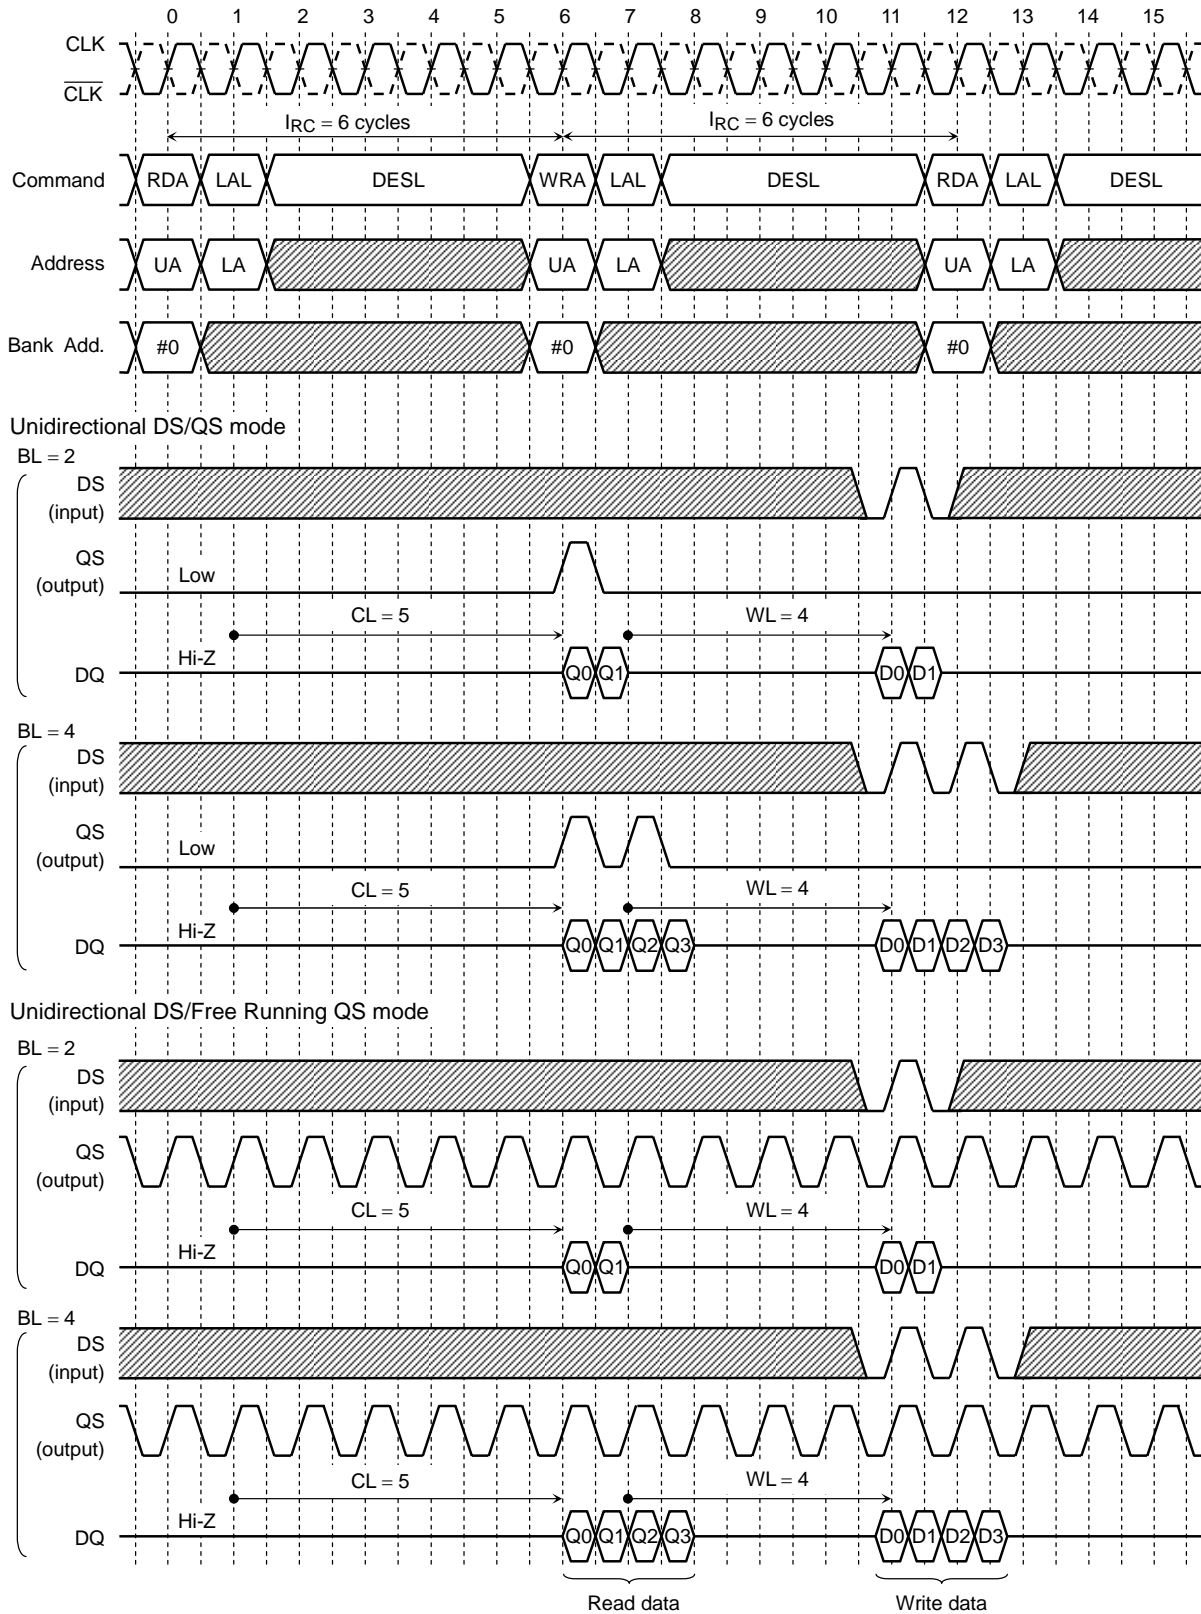 0 1 2 3 4 5 6 7 8 9 10 11 12 13 14 15
CLK
CLK
IRC = 6 cycles IRC = 6 cycles
Command RDA LAL DESL WRA LAL DESL RDA LAL DESL
Address UA LA UA LA UA LA
Bank Add. #0 #0 #0
Unidirectional DS/QS mode
BL = 2
DS
(input)
QS
(output) Low
CL = 5 WL = 4
Hi-Z
DQ Q0 Q1 D0 D1
BL = 4
DS
(input)
QS
(output) Low
CL = 5 WL = 4
Hi-Z
DQ Q0 Q1 Q2 Q3 D0 D1 D2 D3
Unidirectional DS/Free Running QS mode
BL = 2
DS
(input)
QS
(output)
CL = 5 WL = 4
Hi-Z
DQ Q0 Q1 D0 D1
BL = 4
DS
(input)
QS
(output)
CL = 5 WL = 4
Hi-Z
DQ Q0 Q1 Q2 Q3 D0 D1 D2 D3
Read data Write data